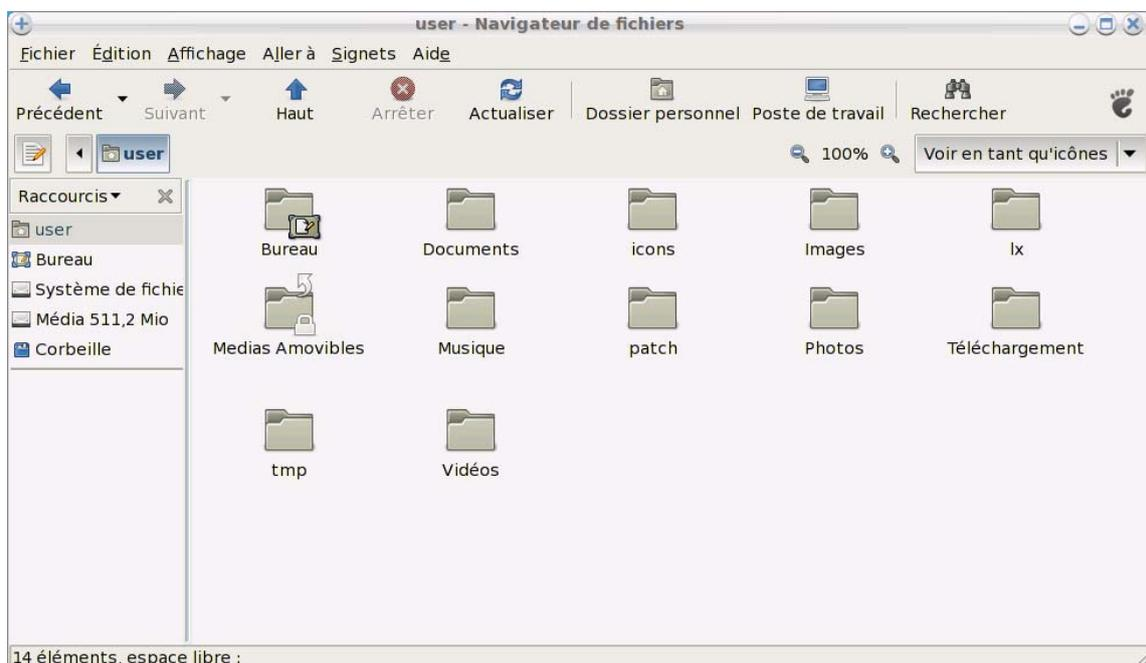 user - Navigateur de fichiers
Fichier Édition Affichage Aller à Signets Aide
Précédent Suivant Haut Arrêter Actualiser Dossier personnel Poste de travail Rechercher
user 100% Voir en tant qu'icônes
Raccourcis
user
Bureau
Système de fichie
Média 511,2 Mio
Corbeille
Bureau Documents icons Images lx
Medias Amovibles Musique patch Photos Téléchargement
tmp Vidéos
14 éléments, espace libre :